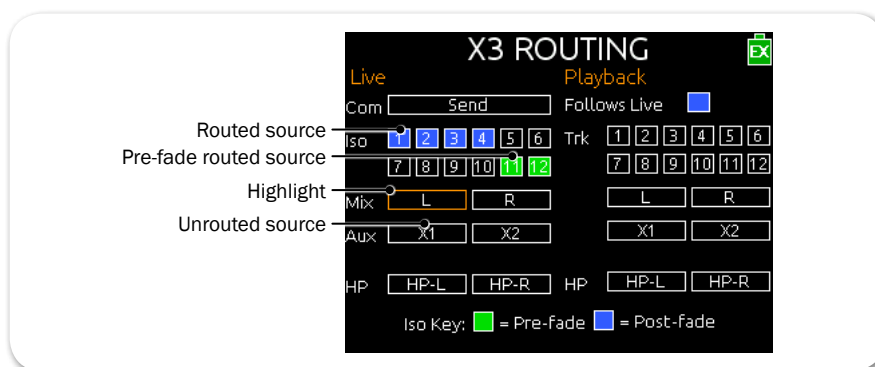 X3 ROUTING
EX
Live
Playback
Com Send
Follows Live
Routed source
Iso 1 2 3 4 5 6
Trk 1 2 3 4 5 6
Pre-fade routed source
7 8 9 10 11 12
7 8 9 10 11 12
Highlight
Mix L R
L R
Unrouted source
Aux X1 X2
X1 X2
HP HP-L HP-R
HP HP-L HP-R
Iso Key: = Pre-fade = Post-fade